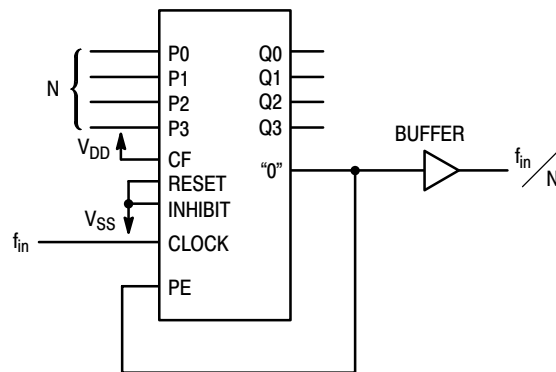 P0
P1
P2
P3
CF
RESET
INHIBIT
CLOCK
PE
Q0
Q1
Q2
Q3
“0”
N
VDD
VSS
fin
BUFFER
fin/N